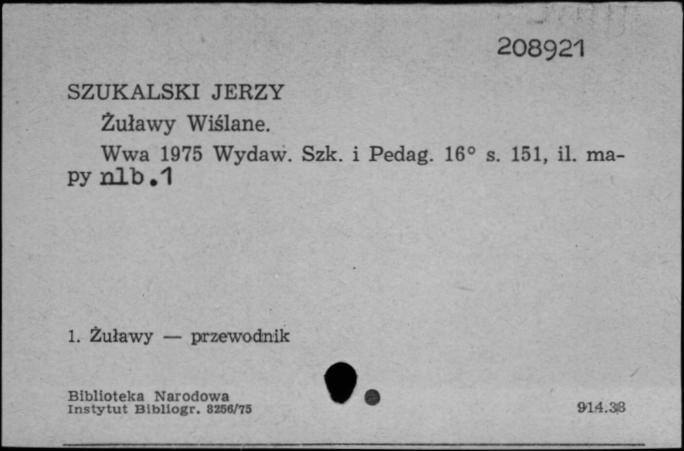 208921
SZUKALSKI JERZY
Żuławy Wiślane.
Wwa 1975 Wydaw. Szk. i Pedag. 16° s. 151, il. ma-
py nlb.1
1. Żuławy — przewodnik
Biblioteka Narodowa
Instytut Bibliogr. 8256/75
914.38